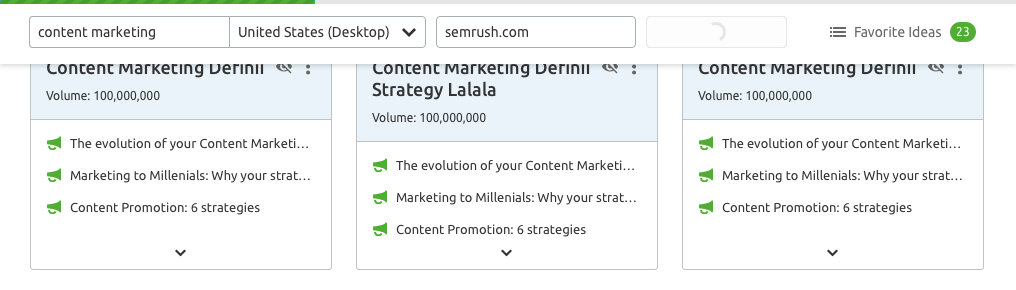 content marketing
United States (Desktop)
semrush.com
Favorite Ideas 23
Content Marketing Definii
Volume: 100,000,000
The evolution of your Content Marketi...
Marketing to Millenials: Why your strat...
Content Promotion: 6 strategies
Content Marketing Definii
Strategy Lalala
Volume: 100,000,000
The evolution of your Content Marketi...
Marketing to Millenials: Why your strat...
Content Promotion: 6 strategies
Content Marketing Definii
Volume: 100,000,000
The evolution of your Content Marketi...
Marketing to Millenials: Why your strat...
Content Promotion: 6 strategies